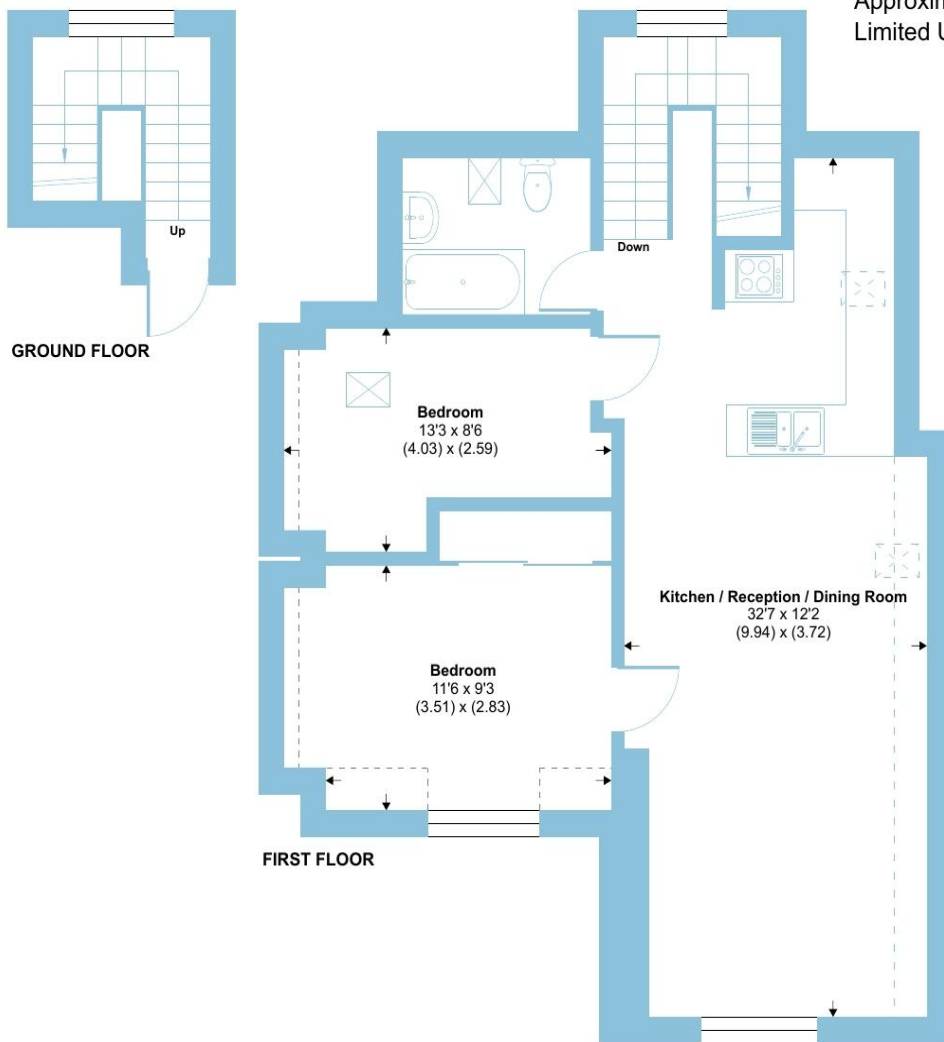 Limited U
Up
GROUND FLOOR
Down
Bedroom
13'3 x 8'6
(4.03) x (2.59)
Kitchen / Reception / Dining Room
32'7 x 12'2
(9.94) x (3.72)
Bedroom
11'6 x 9'3
(3.51) x (2.83)
FIRST FLOOR